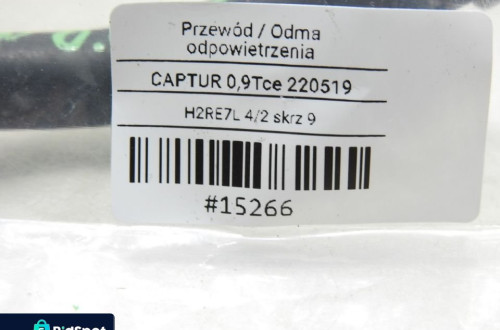 Przewód / Odma
odpowietrzenia
CAPTUR 0,9Tce 220519
H2RE7L 4/2 skrz 9
#15266